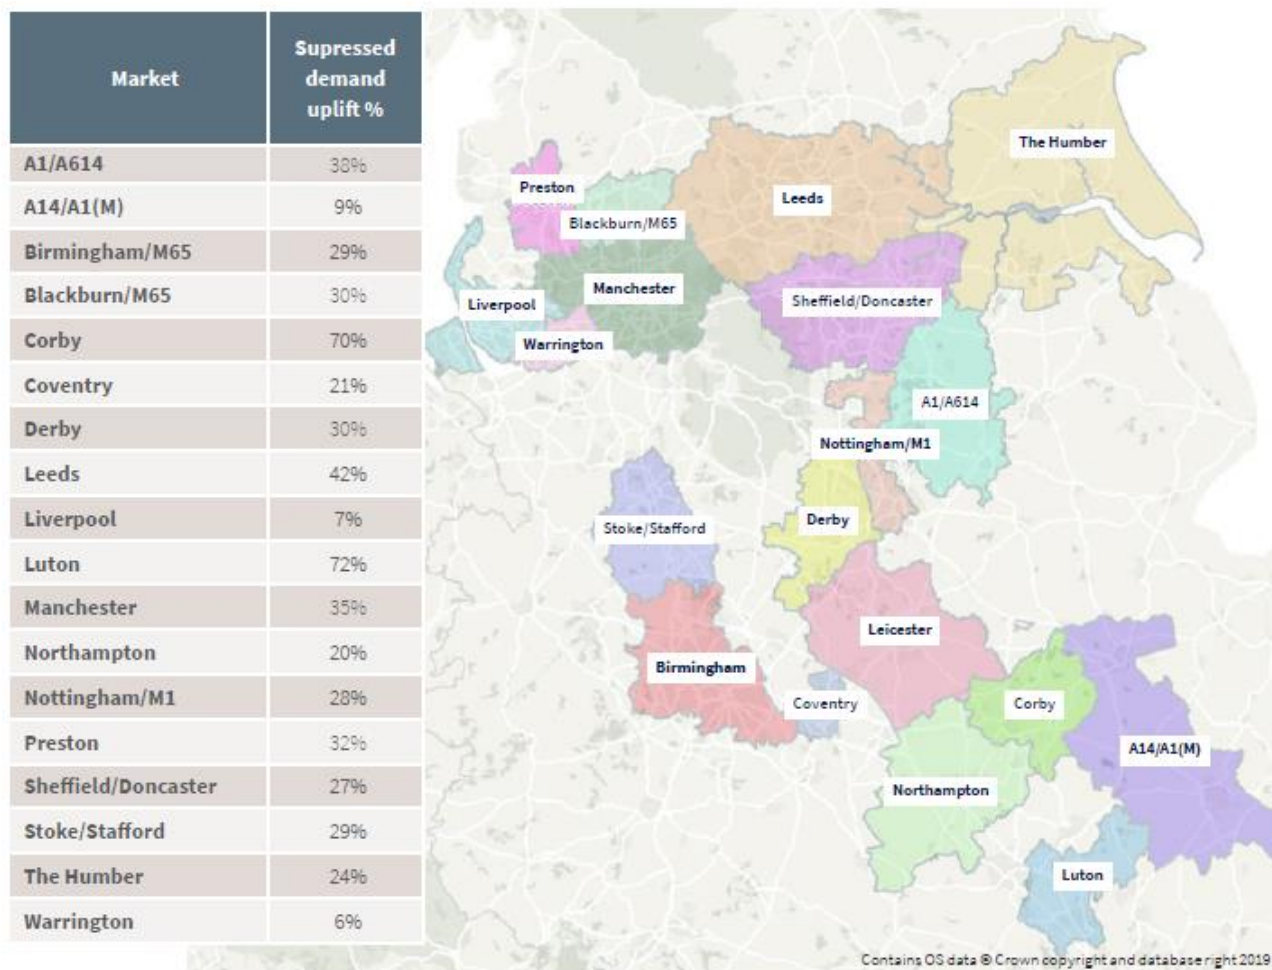 Market
Supressed
demand
uplift %
A1/A614 38%
A14/A1(M) 9%
Birmingham/M65 29%
Blackburn/M65 30%
Corby 70%
Coventry 21%
Derby 30%
Leeds 42%
Liverpool 7%
Luton 72%
Manchester 35%
Northampton 20%
Nottingham/M1 28%
Preston 32%
Sheffield/Doncaster 27%
Stoke/Stafford 29%
The Humber 24%
Warrington 6%
The Humber
Preston
Leeds
Blackburn/M65
Manchester
Sheffield/Doncaster
Liverpool
Warrington
A1/A614
Nottingham/M1
Stoke/Stafford
Derby
Leicester
Birmingham
Coventry
Corby
A14/A1(M)
Northampton
Luton
Contains OS data © Crown copyright and database right 2019